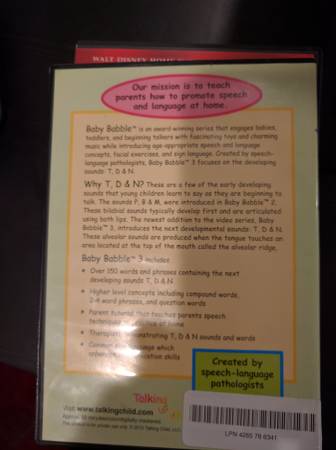 WALT DISNEY HOME
Our mission is to teach
parents how to promote speech
and language at home.
Baby Babble™ is an award winning series that engages babies,
toddlers, and beginning talkers with fascinating toys and charming
music while introducing age-appropriate speech and language
concepts, facial exercises, and sign language. Created by speech-
language pathologists, Baby Babble™ 3 focuses on the developing
sounds: T, D & N.
Why T, D & N? These are a few of the early developing
sounds that young children learn to say as they are beginning to
talk. The sounds P, B & M, were introduced in Baby Babble™ 2.
These bilabial sounds typically develop first and are articulated
using both lips. The newest addition to the video series, Baby
Babble™ 3, introduces the next developmental sounds: T, D & N.
These alveolar sounds are produced when the tongue touches an
area located at the top of the mouth called the alveolar ridge.
Baby Babble™ 3 includes:
• Over 150 words and phrases containing the next
developing sounds T, D & N
• Higher level concepts including compound words,
2-4 word phrases, and question words
• Parent tutorial that teaches parents speech
techniques to practice at home
• Therapists demonstrating T, D & N sounds and words
• language which
skills
Created by
speech-language
pathologists
Talking
Visit www.talkingchild.com
LPN 4265 78 6341